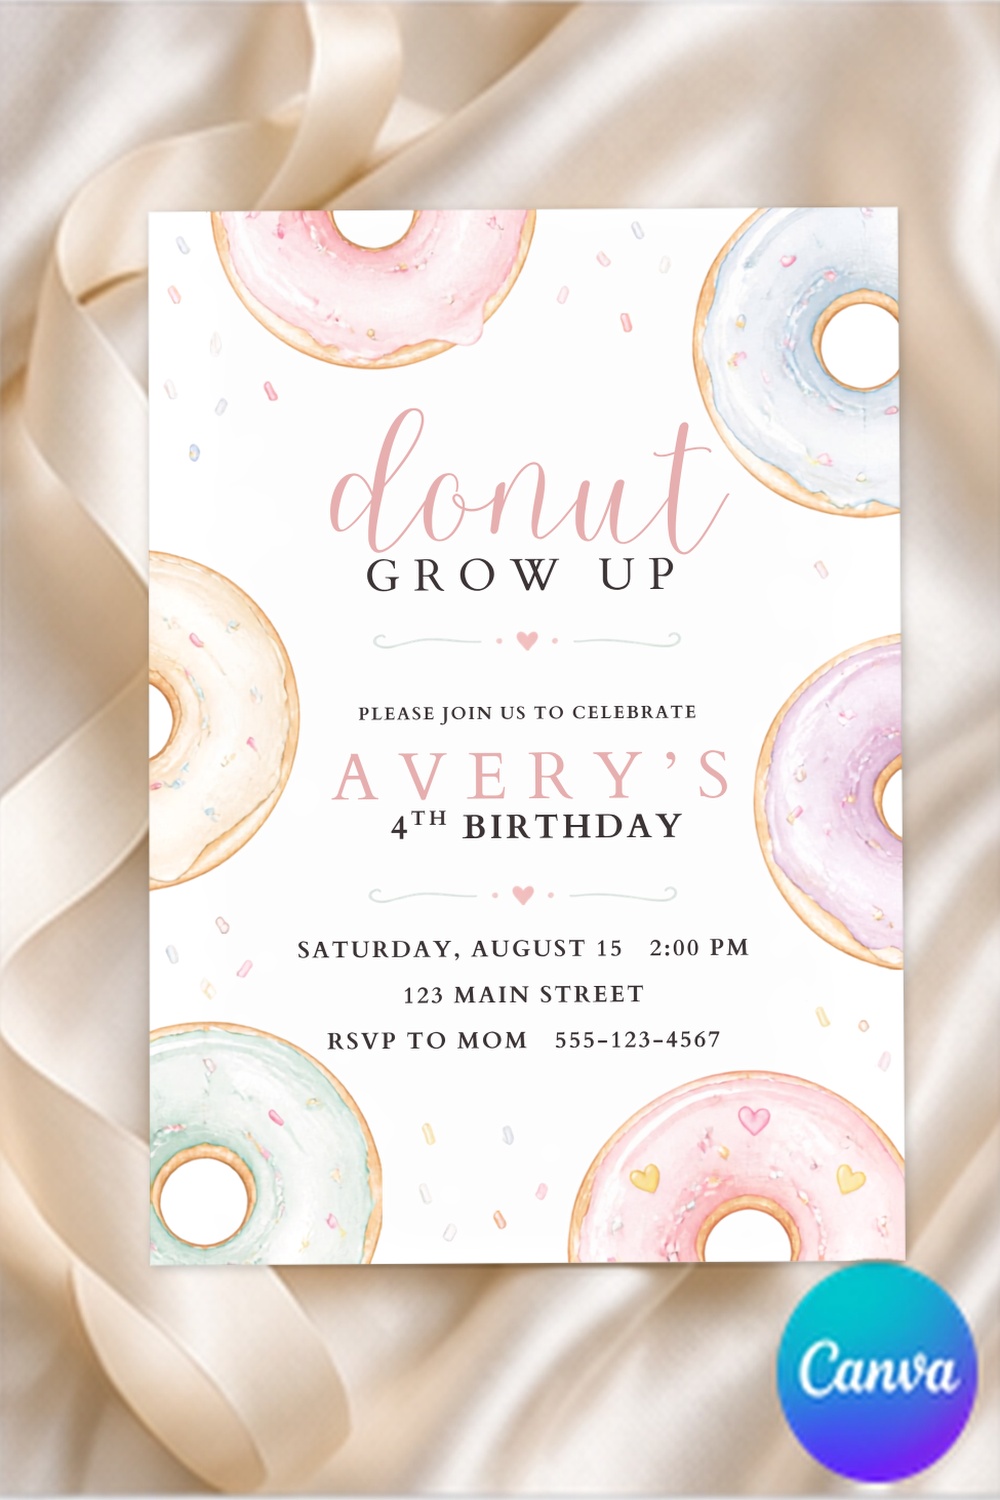 donut
GROW UP
PLEASE JOIN US TO CELEBRATE
AVERY'S
4TH BIRTHDAY
SATURDAY, AUGUST 15 2:00 PM
123 MAIN STREET
RSVP TO MOM 555-123-4567
Canva